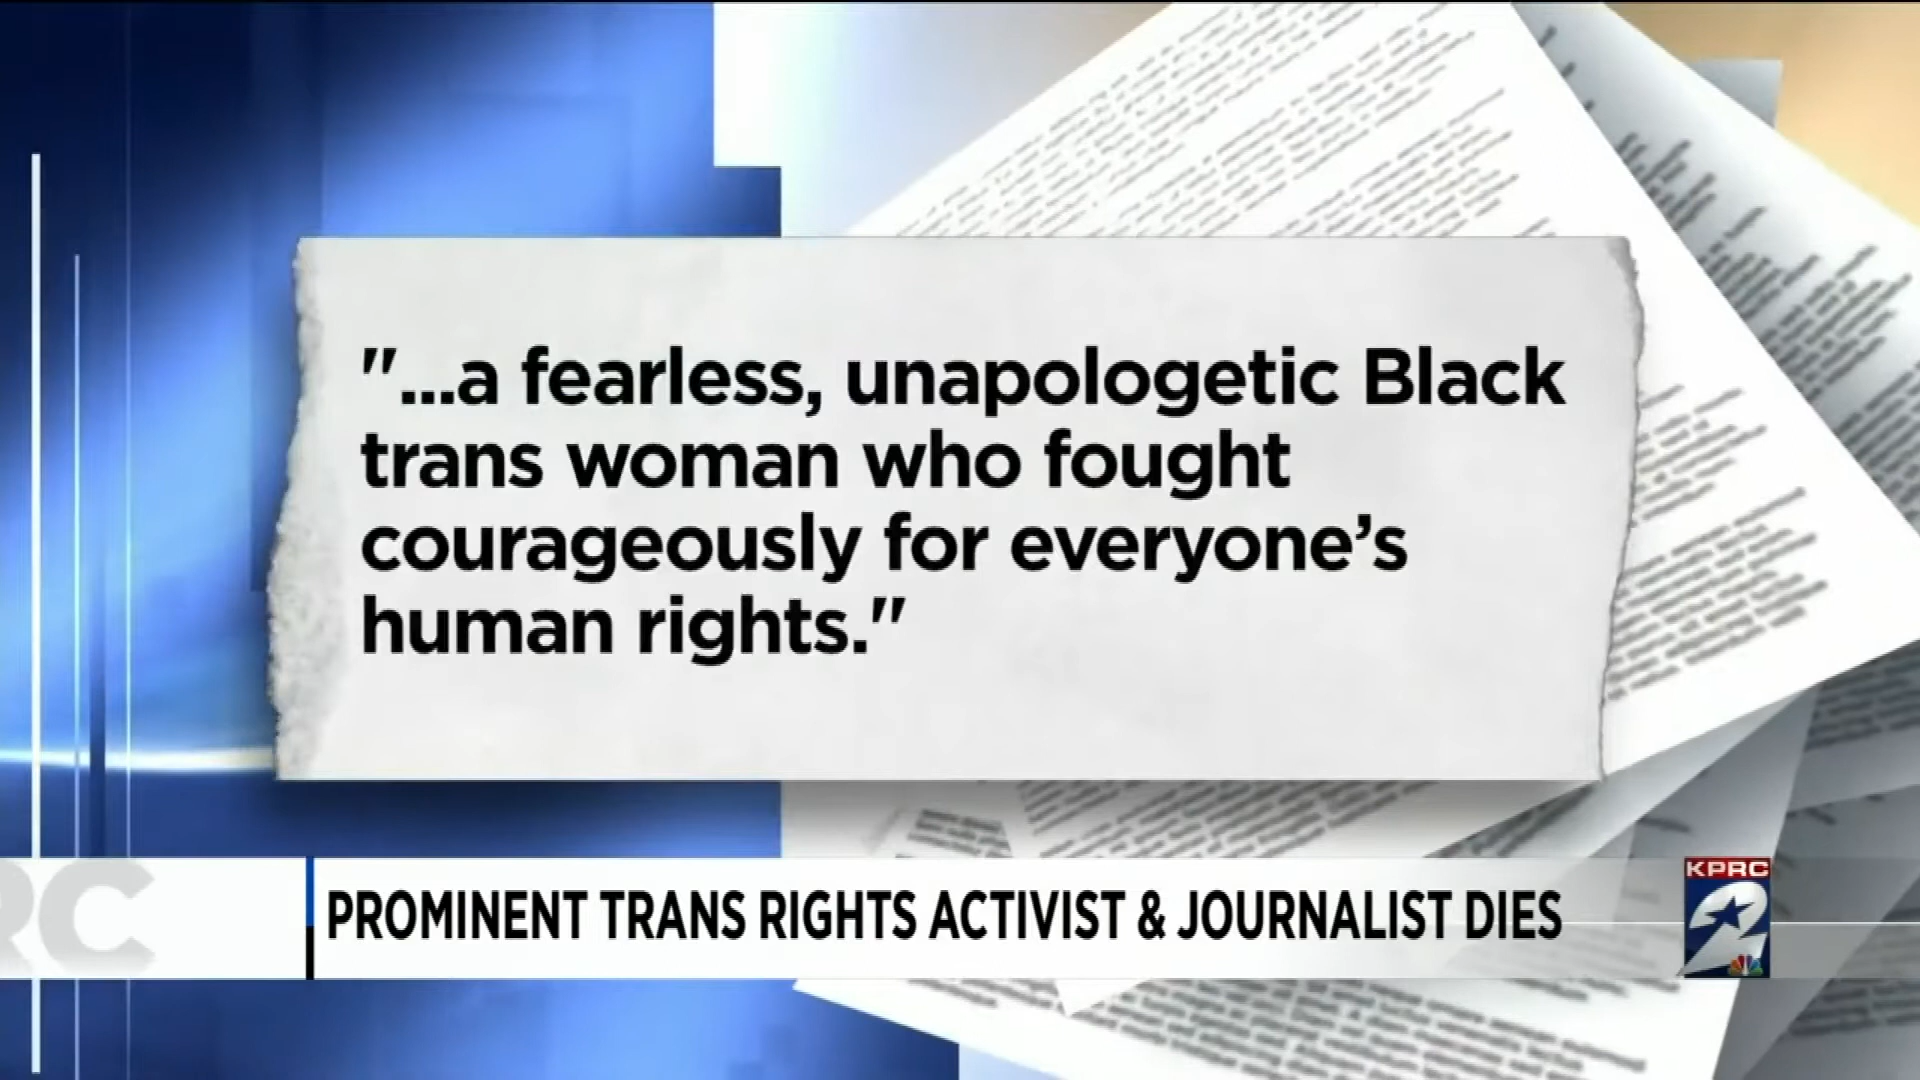 "...a fearless, unapologetic Black
trans woman who fought
courageously for everyone's
human rights."
RC
PROMINENT TRANS RIGHTS ACTIVIST & JOURNALIST DIES
KPRC
2